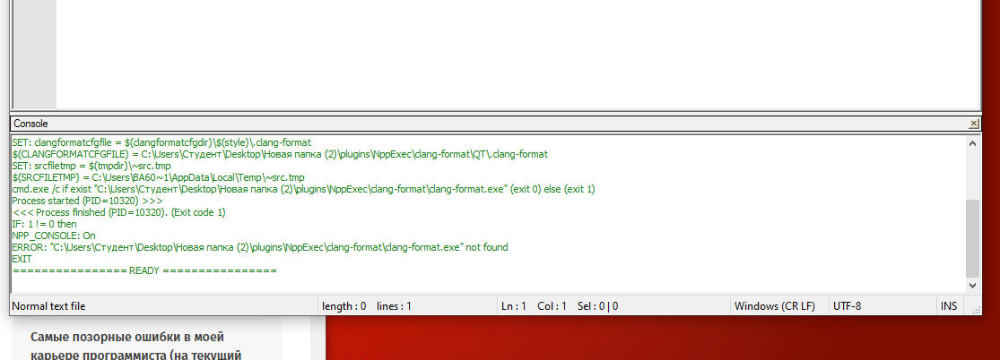 Console
SET: clangformatcfgfile = $(clangformatcfgdir)\$(style)\.clang-format
$(CLANGFORMATCFGFILE) = C:\Users\Студент\Desktop\Новая папка (2)\plugins\NppExec\clang-format\QT\.clang-format
SET: srcfiletmp = $(tmpdir)\~src.tmp
$(SRCFILETMP) = C:\Users\BA60~1\AppData\Local\Temp\~src.tmp
cmd.exe /c if exist "C:\Users\Студент\Desktop\Новая папка (2)\plugins\NppExec\clang-format\clang-format.exe" (exit 0) else (exit 1)
Process started (PID=10320) >>>
<<< Process finished (PID=10320). (Exit code 1)
IF: 1 != 0 then
NPP_CONSOLE: On
ERROR: "C:\Users\Студент\Desktop\Новая папка (2)\plugins\NppExec\clang-format\clang-format.exe" not found
EXIT
================ READY ================
Normal text file length : 0 lines : 1 Ln : 1 Col : 1 Sel : 0 | 0 Windows (CR LF) UTF-8 INS
Самые позорные ошибки в моей
карьере программиста (на текущий